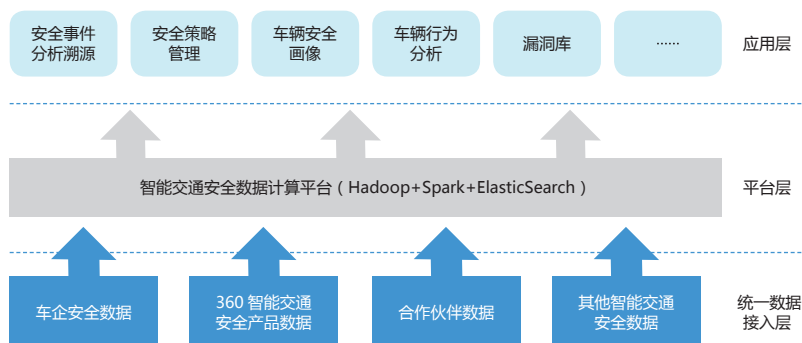 安全事件
分析溯源
安全策略
管理
车辆安全
画像
车辆行为
分析
漏洞库
……
应用层
智能交通安全数据计算平台（Hadoop+Spark+ElasticSearch）
平台层
车企安全数据
360 智能交通
安全产品数据
合作伙伴数据
其他智能交通
安全数据
统一数据
接入层